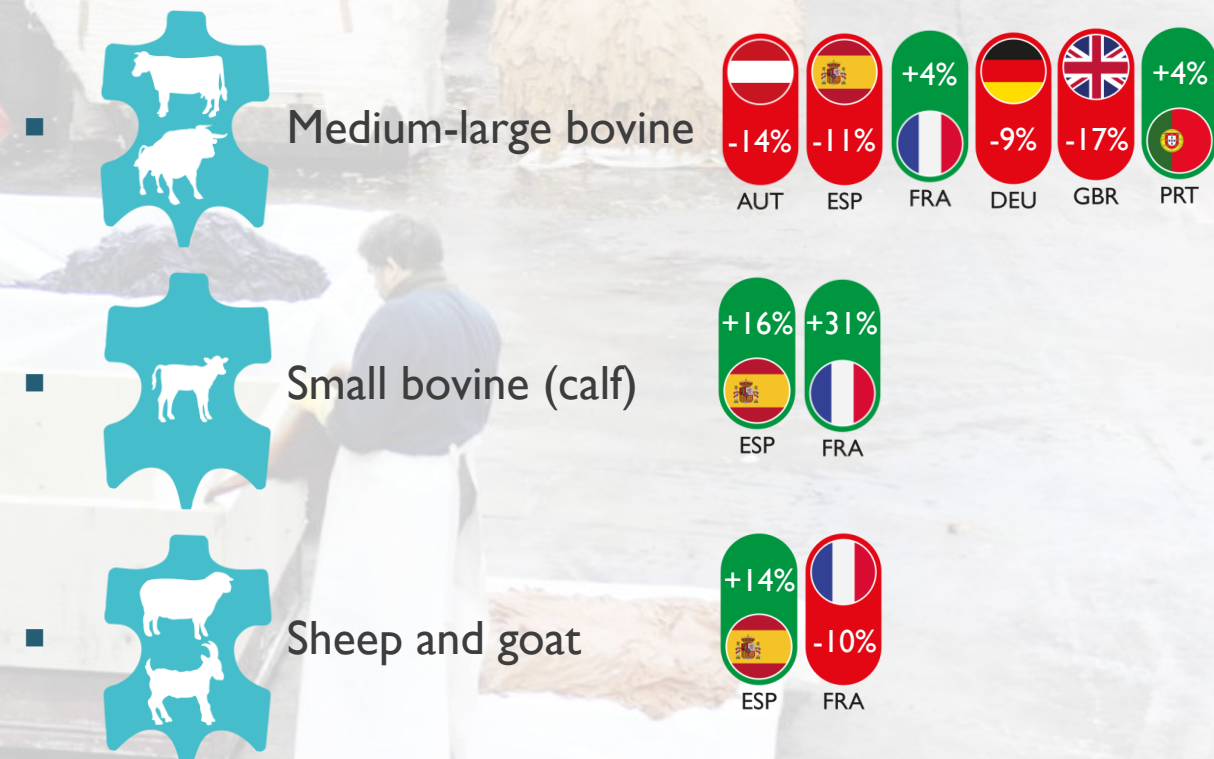 Medium-large bovine
+4% +4%
-14% -11% -9% -17%
AUT ESP FRA DEU GBR PRT
Small bovine (calf)
+16% +31%
ESP FRA
Sheep and goat
+14%
-10%
ESP FRA